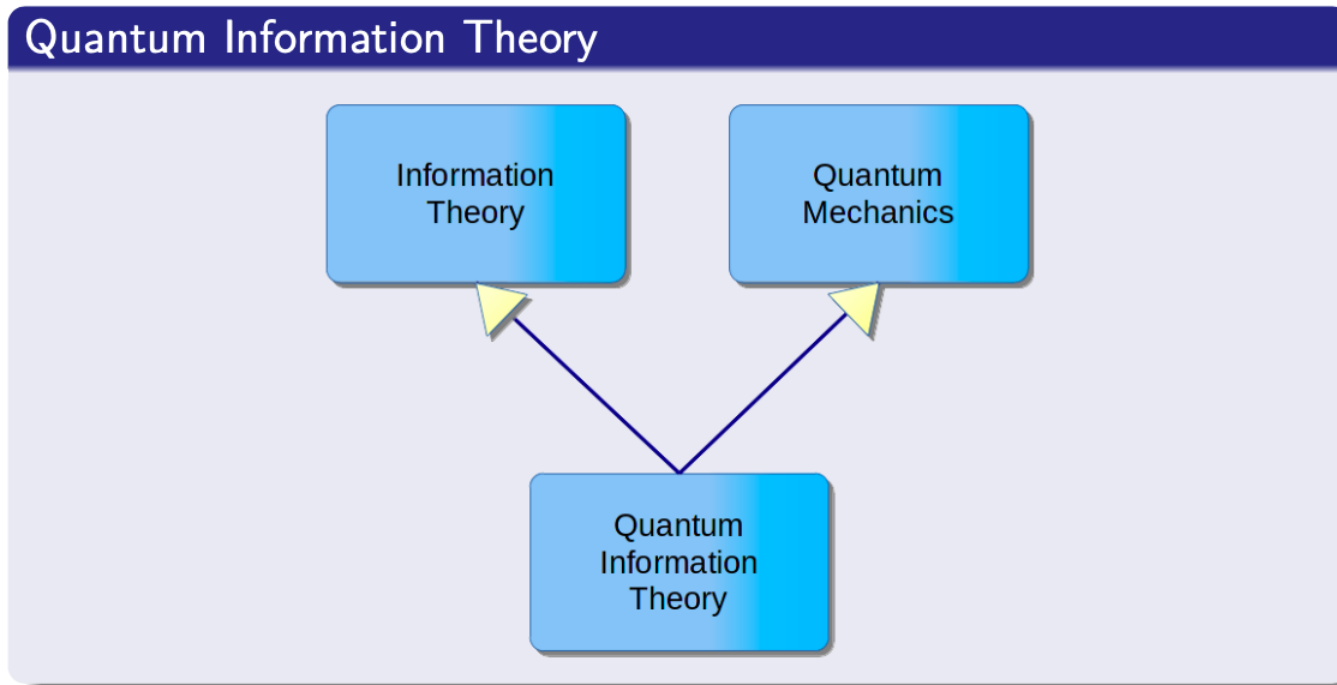 Quantum Information Theory
Information
Theory
Quantum
Mechanics
Quantum
Information
Theory